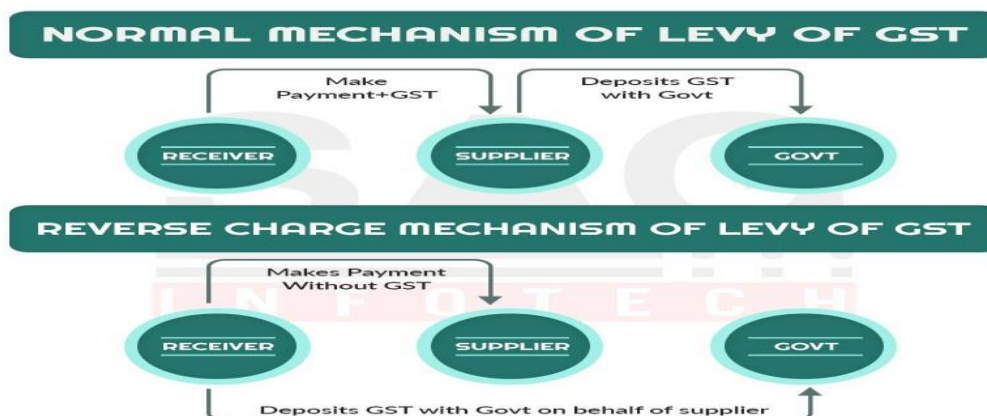 NORMAL MECHANISM OF LEVY OF GST
Make
Payment+GST
Deposits GST
with Govt
RECEIVER
SUPPLIER
GOVT
REVERSE CHARGE MECHANISM OF LEVY OF GST
Makes Payment
Without GST
SAG
INFOTECH
RECEIVER
SUPPLIER
GOVT
Deposits GST with Govt on behalf of supplier